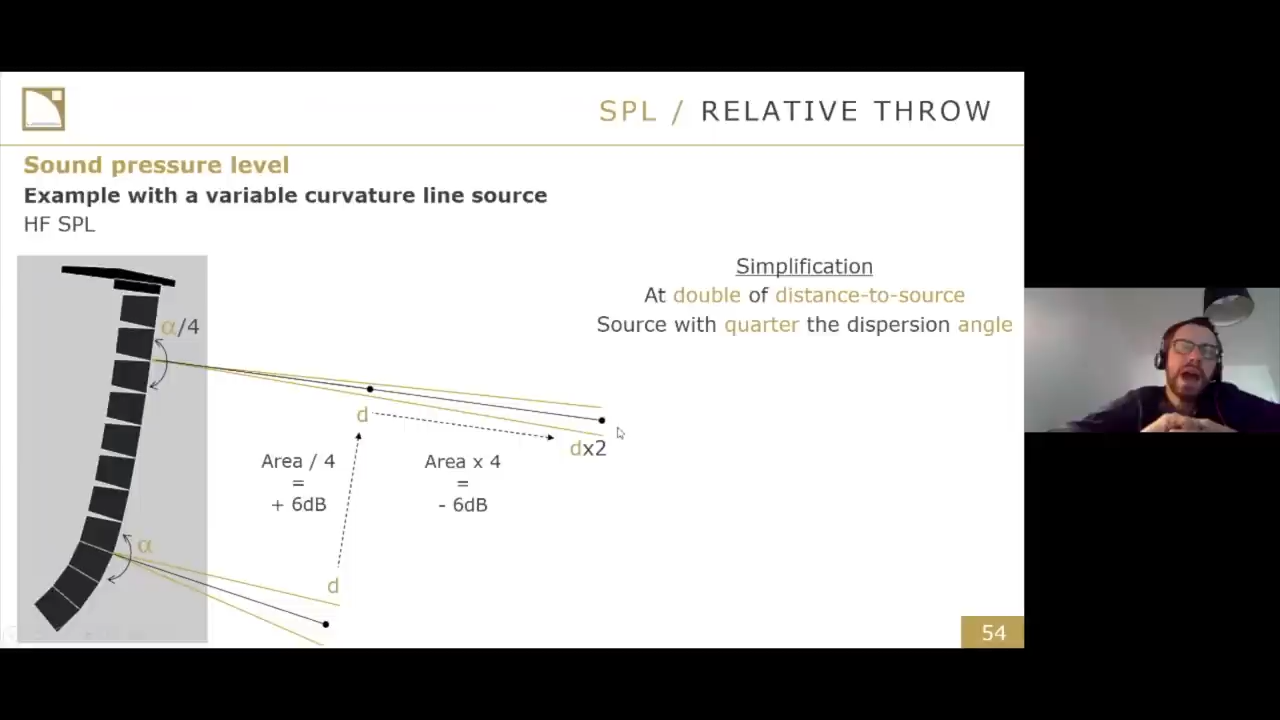 SPL / RELATIVE THROW
Sound pressure level
Example with a variable curvature line source
HF SPL
Simplification
At double of distance-to-source
Source with quarter the dispersion angle
α/4
d
dx2
Area / 4
=
+ 6dB
Area x 4
=
- 6dB
α
d
54